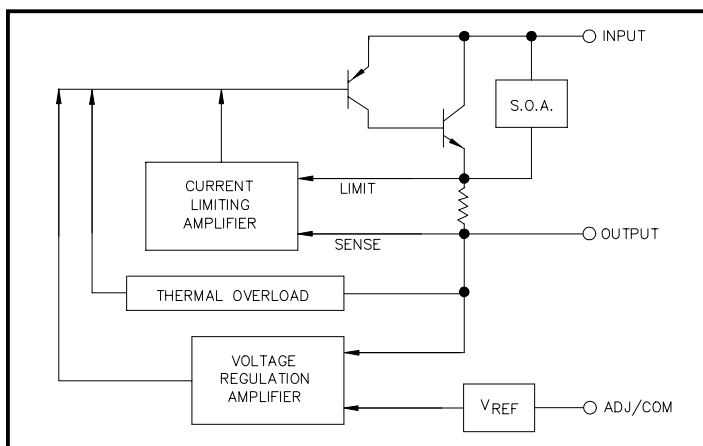 INPUT
S.O.A.
CURRENT
LIMITING
AMPLIFIER
LIMIT
SENSE
OUTPUT
THERMAL OVERLOAD
VOLTAGE
REGULATION
AMPLIFIER
VREF
ADJ/COM